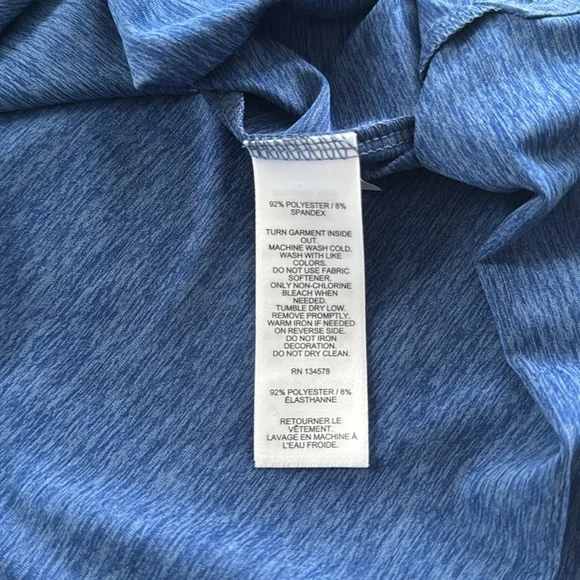 92% POLYESTER / 8%
SPANDEX
TURN GARMENT INSIDE
OUT.
MACHINE WASH COLD.
WASH WITH LIKE
COLORS.
DO NOT USE FABRIC
SOFTENER.
ONLY NON-CHLORINE
BLEACH WHEN
NEEDED.
TUMBLE DRY LOW.
REMOVE PROMPTLY.
WARM IRON IF NEEDED
ON REVERSE SIDE.
DO NOT IRON
DECORATION.
DO NOT DRY CLEAN.
RN 134578
92% POLYESTER / 8%
ÉLASTHANNE
RETOURNER LE
VÊTEMENT.
LAVAGE EN MACHINE À
L'EAU FROIDE.